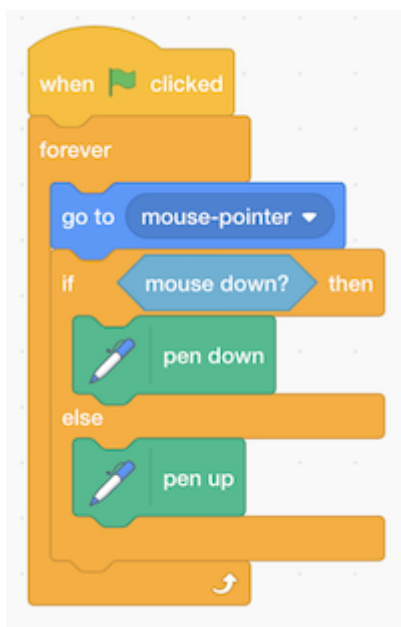 when clicked
forever
go to mouse-pointer
if mouse down? then
pen down
else
pen up